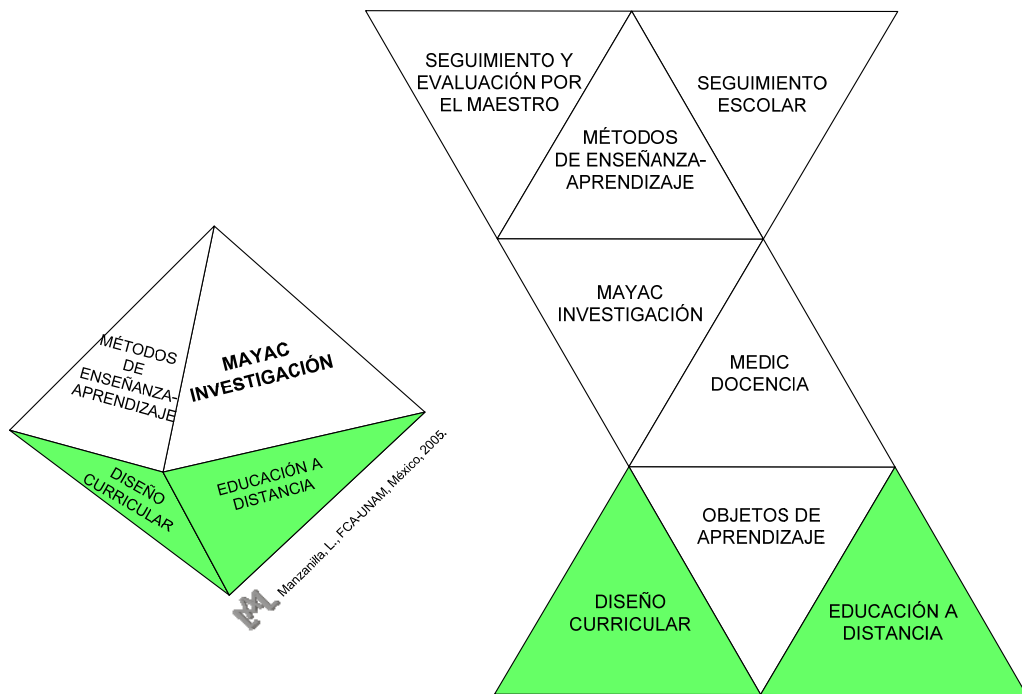 SEGUIMIENTO Y
EVALUACIÓN POR
EL MAESTRO
SEGUIMIENTO
ESCOLAR
MÉTODOS
DE ENSEÑANZA-
APRENDIZAJE
MAYAC
INVESTIGACIÓN
MEDIC
DOCENCIA
OBJETOS DE
APRENDIZAJE
DISEÑO
CURRICULAR
EDUCACIÓN A
DISTANCIA
MÉTODOS
DE
ENSEÑANZA-
APRENDIZAJE
MAYAC
INVESTIGACIÓN
DISEÑO
CURRICULAR
EDUCACIÓN A
DISTANCIA
Manzanilla, L., FCA-UNAM, México, 2005.